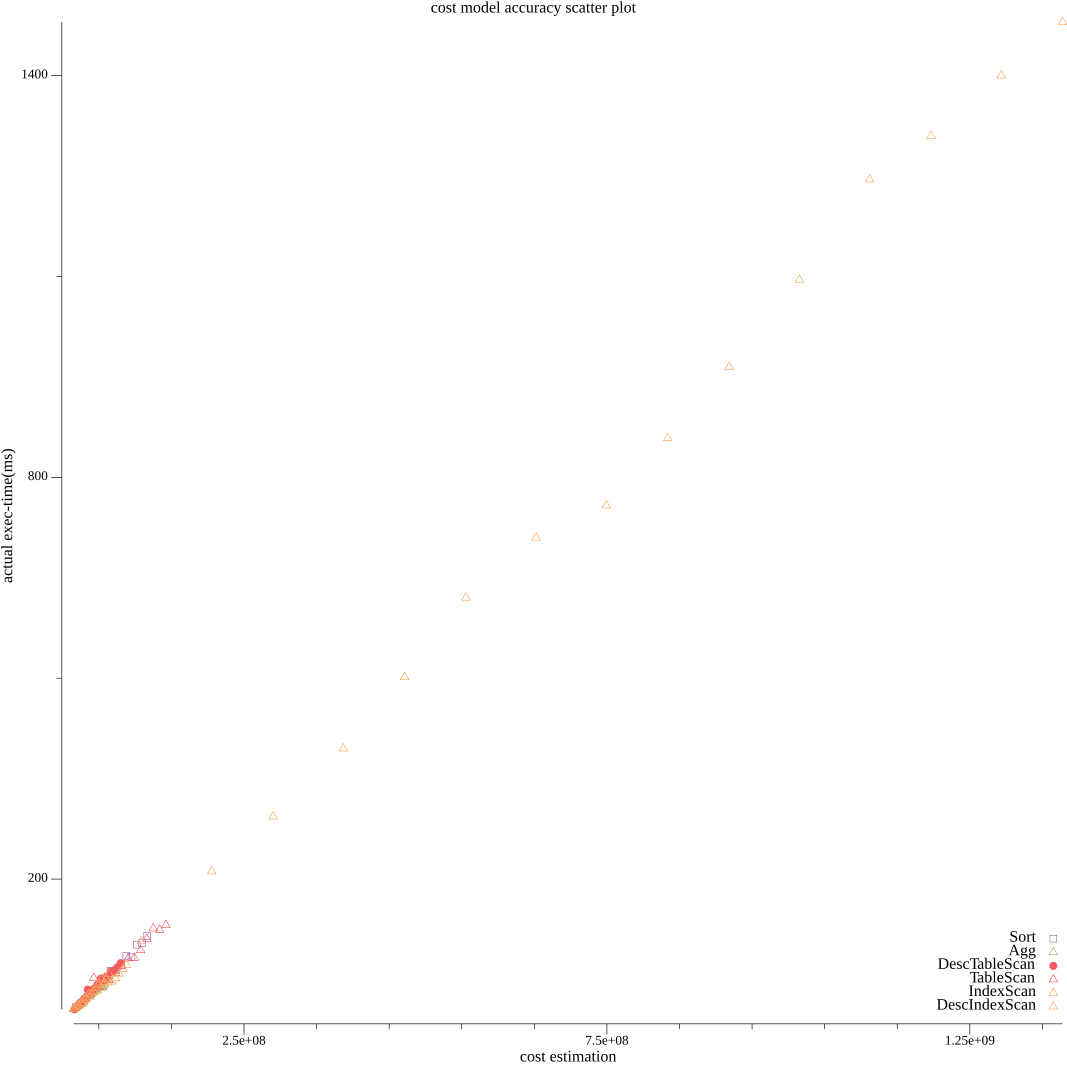 cost model accuracy scatter plot
1400
800
200
actual exec-time(ms)
Sort
Agg
DescTableScan
TableScan
IndexScan
DescIndexScan
2.5e+08
7.5e+08
1.25e+09
cost estimation